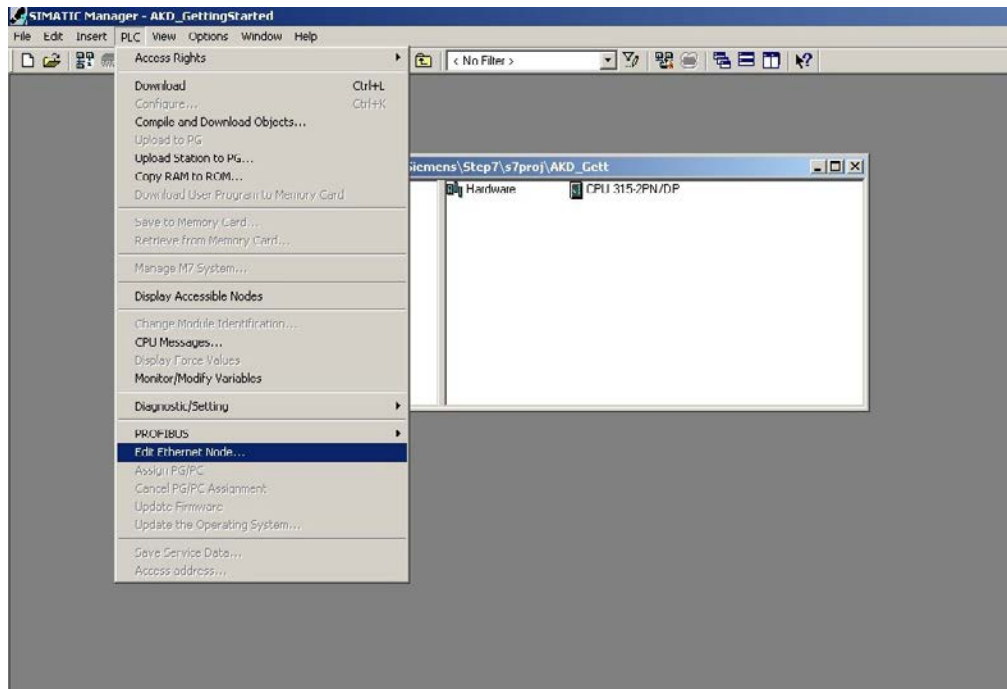 SIMATIC Manager - AKD_GettingStarted
File Edit Insert PLC View Options Window Help
< No Filter >
Access Rights
Download Ctrl+L
Configure... Ctrl+K
Compile and Download Objects...
Upload to PG
Upload Station to PG...
Copy RAM to ROM...
Download User Program to Memory Card
Save to Memory Card...
Retrieve from Memory Card...
Manage M7 System...
Display Accessible Nodes
Change Module Identification...
CPU Messages...
Display Force Values
Monitor/Modify Variables
Diagnostic/Setting
PROFIBUS
Edit Ethernet Node...
Assign PG/PC
Cancel PG/PC Assignment
Update Firmware
Update the Operating System...
Save Service Data...
Access address...
iemens\Step7\s7proj\AKD_Gett
Hardware CPU 315-2PN/DP